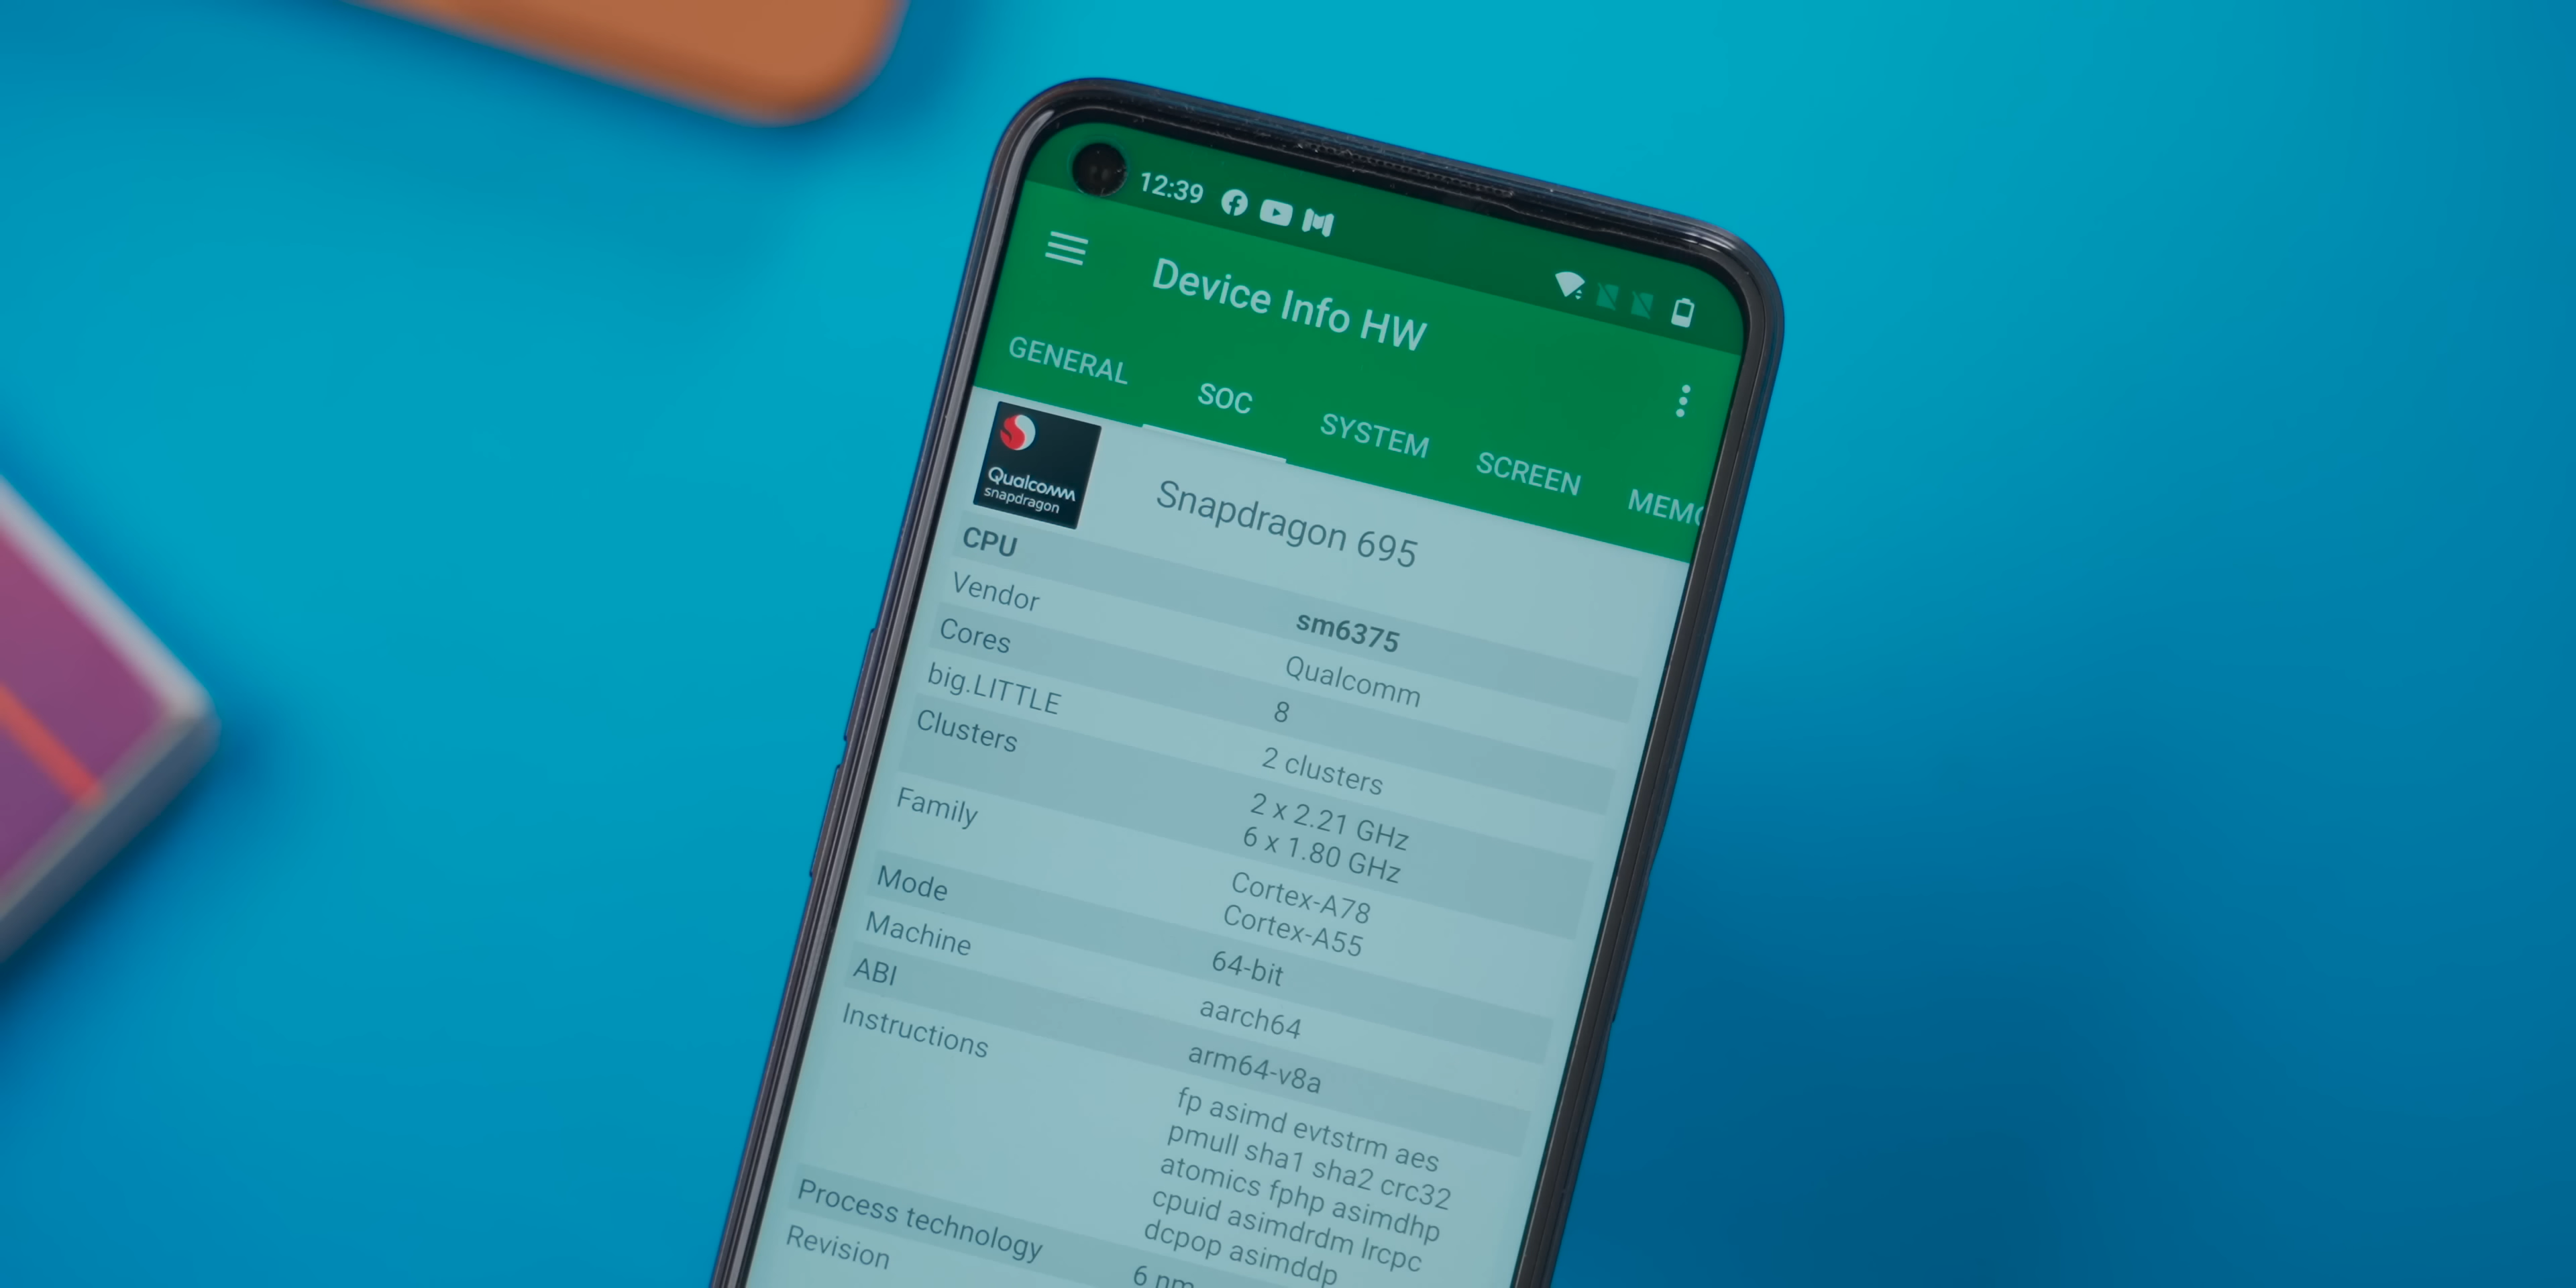 12:39
Device Info HW
GENERAL SOC SYSTEM SCREEN MEMO
Qualcomm
snapdragon
Snapdragon 695
CPU sm6375
Vendor Qualcomm
Cores 8
big.LITTLE 2 clusters
Clusters 2 x 2.21 GHz
6 x 1.80 GHz
Family Cortex-A78
Cortex-A55
Mode 64-bit
Machine aarch64
ABI arm64-v8a
Instructions fp asimd evtstrm aes
pmull sha1 sha2 crc32
atomics fphp asimdhp
cpuid asimdrdm lrcpc
dcpop asimddp
Process technology 6 nm
Revision